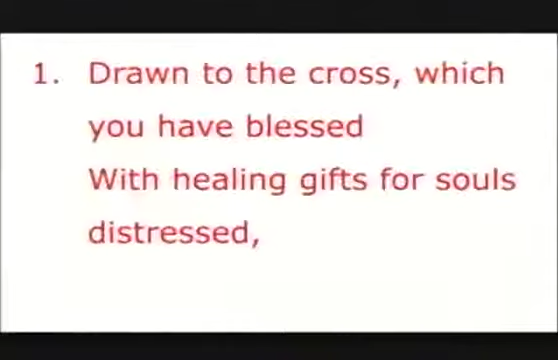 1. Drawn to the cross, which
you have blessed
With healing gifts for souls
distressed,